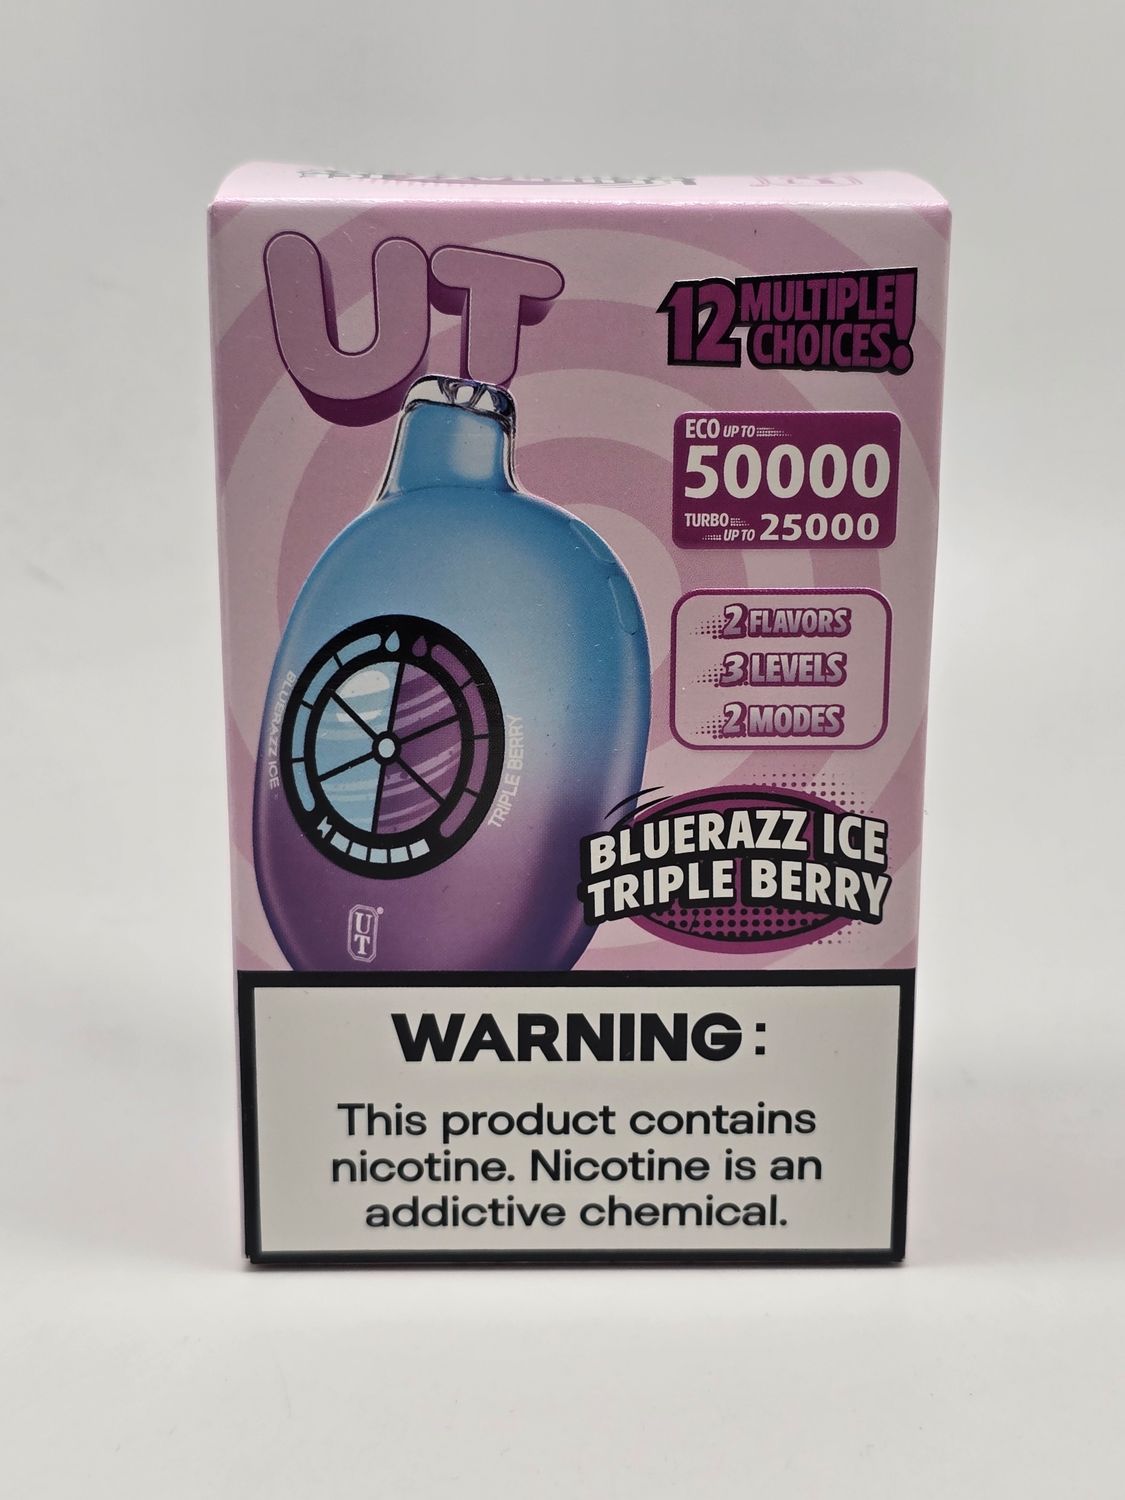 UT
12 MULTIPLE
CHOICES!
ECO UP TO
50000
TURBO
UP TO 25000
2 FLAVORS
3 LEVELS
2 MODES
BLUERAZZ ICE
TRIPLE BERRY
BLUERAZZ ICE
TRIPLE BERRY
UT
WARNING:
This product contains
nicotine. Nicotine is an
addictive chemical.